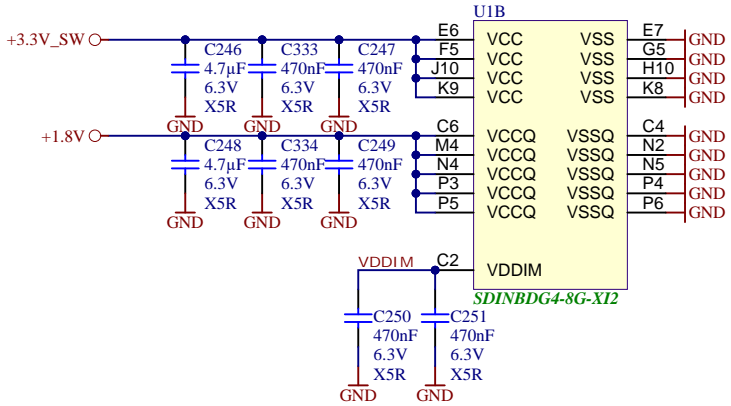 U1B
+3.3V_SW
E6 VCC VSS E7 GND
F5 VCC VSS G5 GND
J10 VCC VSS H10 GND
K9 VCC VSS K8 GND
C246 C333 C247
4.7µF 470nF 470nF
6.3V 6.3V 6.3V
X5R X5R X5R
GND GND GND
+1.8V
C6 VCCQ VSSQ C4 GND
M4 VCCQ VSSQ N2 GND
N4 VCCQ VSSQ N5 GND
P3 VCCQ VSSQ P4 GND
P5 VCCQ VSSQ P6 GND
C248 C334 C249
4.7µF 470nF 470nF
6.3V 6.3V 6.3V
X5R X5R X5R
GND GND GND
VDDIM C2 VDDIM
SDINBDG4-8G-XI2
C250 C251
470nF 470nF
6.3V 6.3V
X5R X5R
GND GND